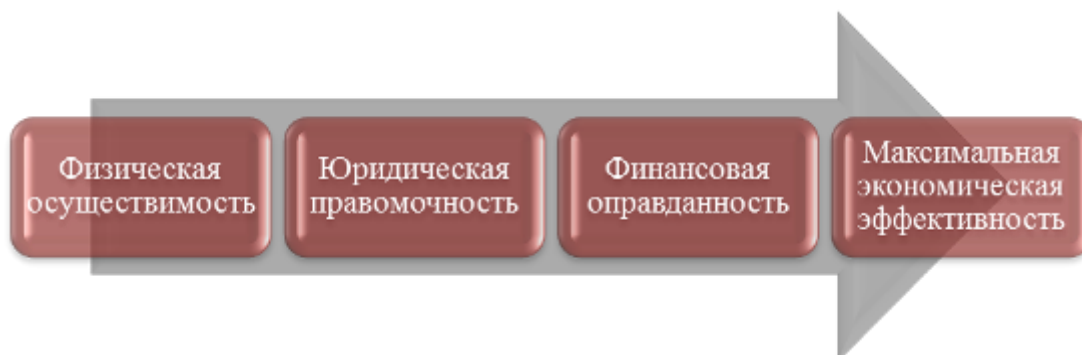 Физическая
осуществимость
Юридическая
правомочность
Финансовая
оправданность
Максимальная
экономическая
эффективность